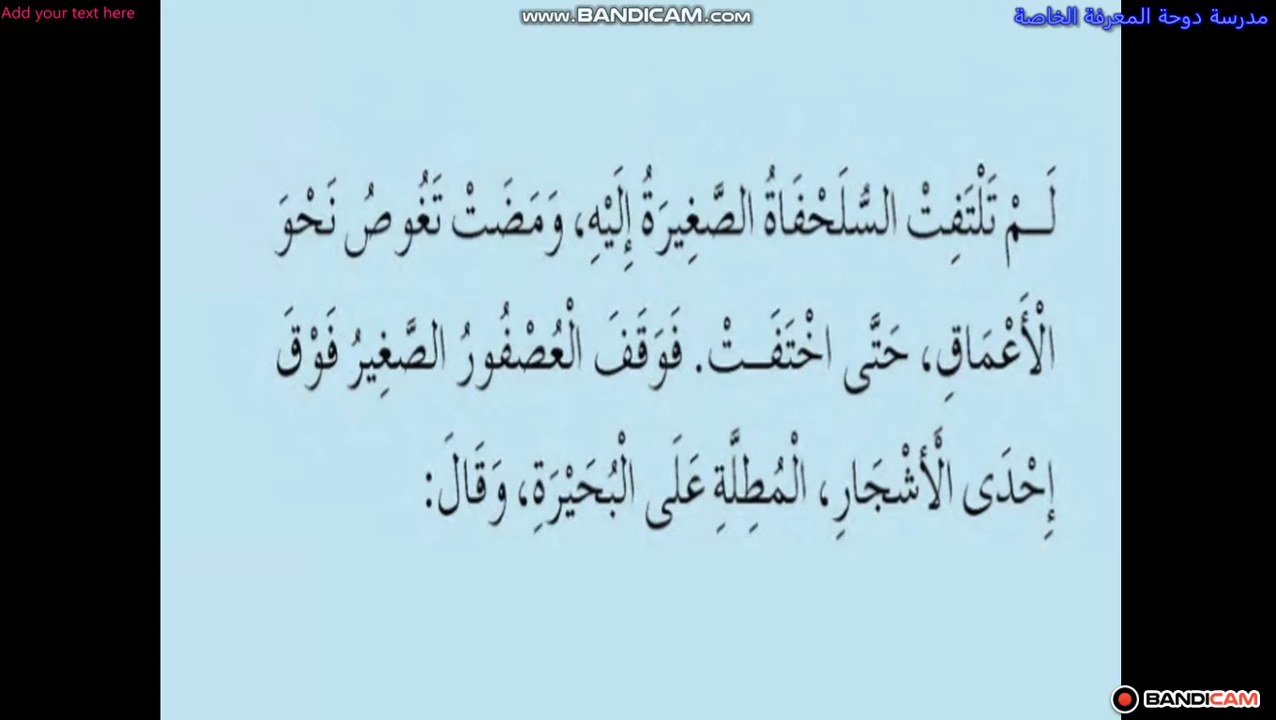 Add your text here
www.BANDICAM.com
مدرسة دوحة المعرفة الخاصة
لَـمْ تَلْتَفِتْ السُّلَحْفَاةُ الصَّغِيرَةُ إِلَيْهِ، وَمَضَتْ تَغُوصُ نَحْوَ
الْأَعْمَاقِ، حَتَّى اخْتَفَـتْ. فَوَقَفَ الْعُصْفُورُ الصَّغِيرُ فَوْقَ
إِحْدَى الْأَشْجَارِ، الْمُطِلَّةِ عَلَى الْبُحَيْرَةِ، وَقَالَ:
BANDICAM